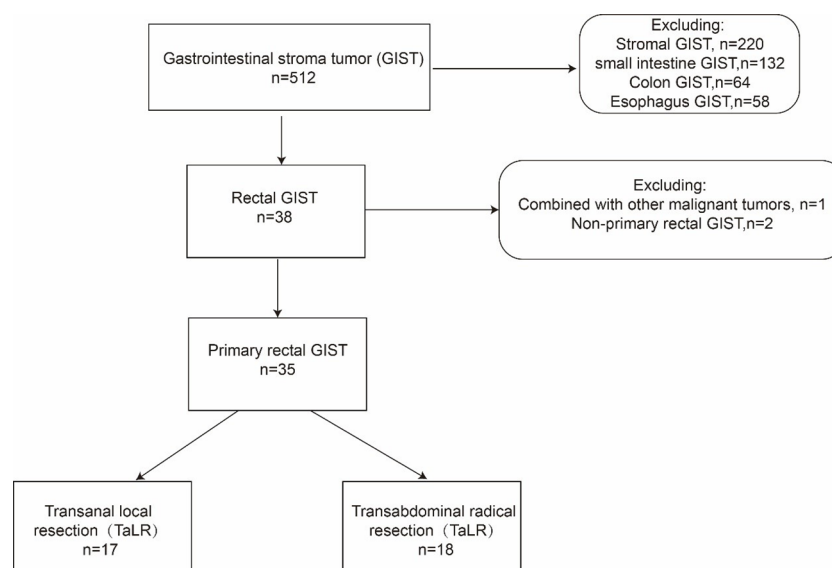 Gastrointestinal stroma tumor (GIST)
n=512
Excluding:
Stromal GIST, n=220
small intestine GIST,n=132
Colon GIST,n=64
Esophagus GIST,n=58
Rectal GIST
n=38
Excluding:
Combined with other malignant tumors, n=1
Non-primary rectal GIST,n=2
Primary rectal GIST
n=35
Transanal local
resection（TaLR）
n=17
Transabdominal radical
resection（TaLR）
n=18